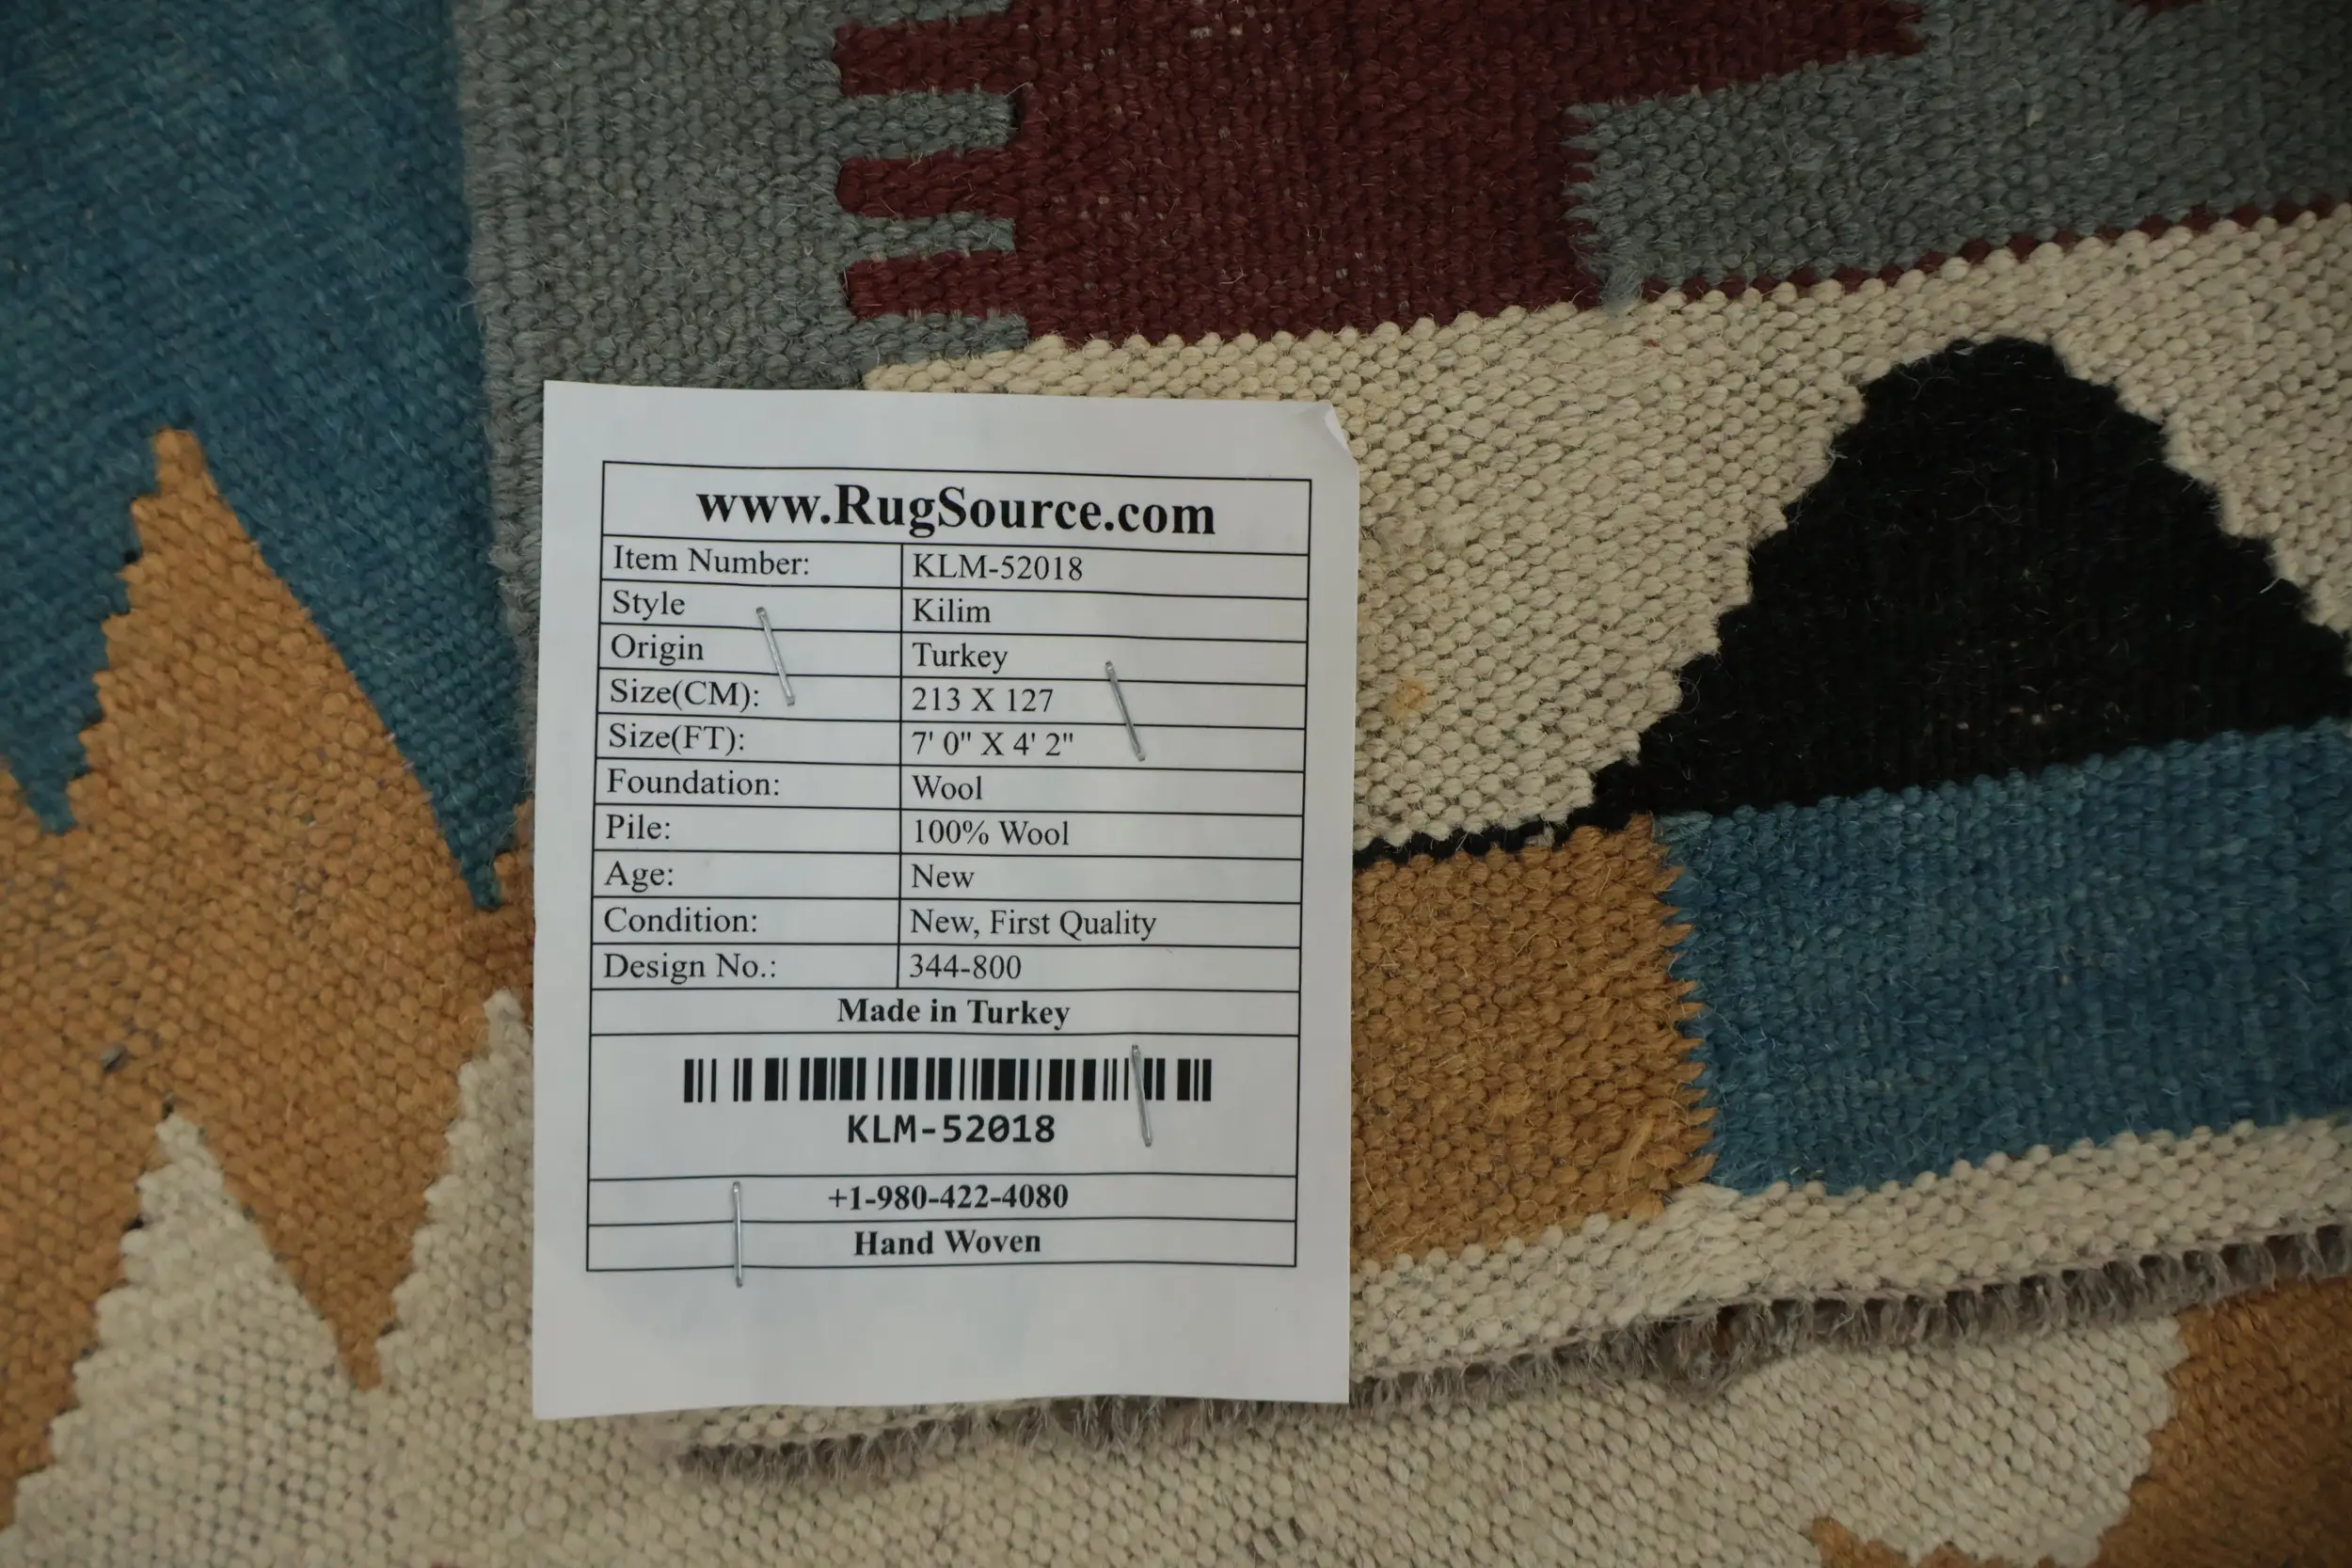 www.RugSource.com
Item Number: KLM-52018
Style Kilim
Origin Turkey
Size(CM): 213 X 127
Size(FT): 7' 0" X 4' 2"
Foundation: Wool
Pile: 100% Wool
Age: New
Condition: New, First Quality
Design No.: 344-800
Made in Turkey
KLM-52018
+1-980-422-4080
Hand Woven